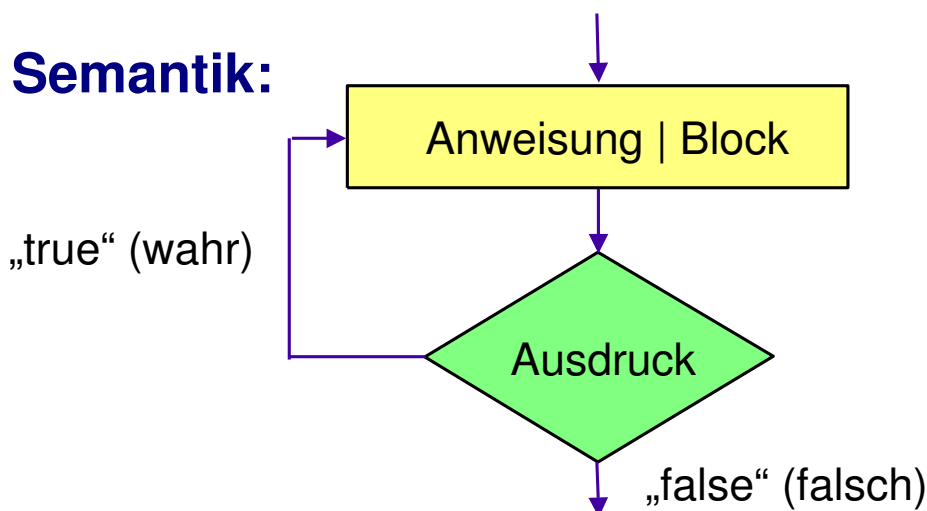 Semantik:
Anweisung | Block
„true“ (wahr)
Ausdruck
„false“ (falsch)